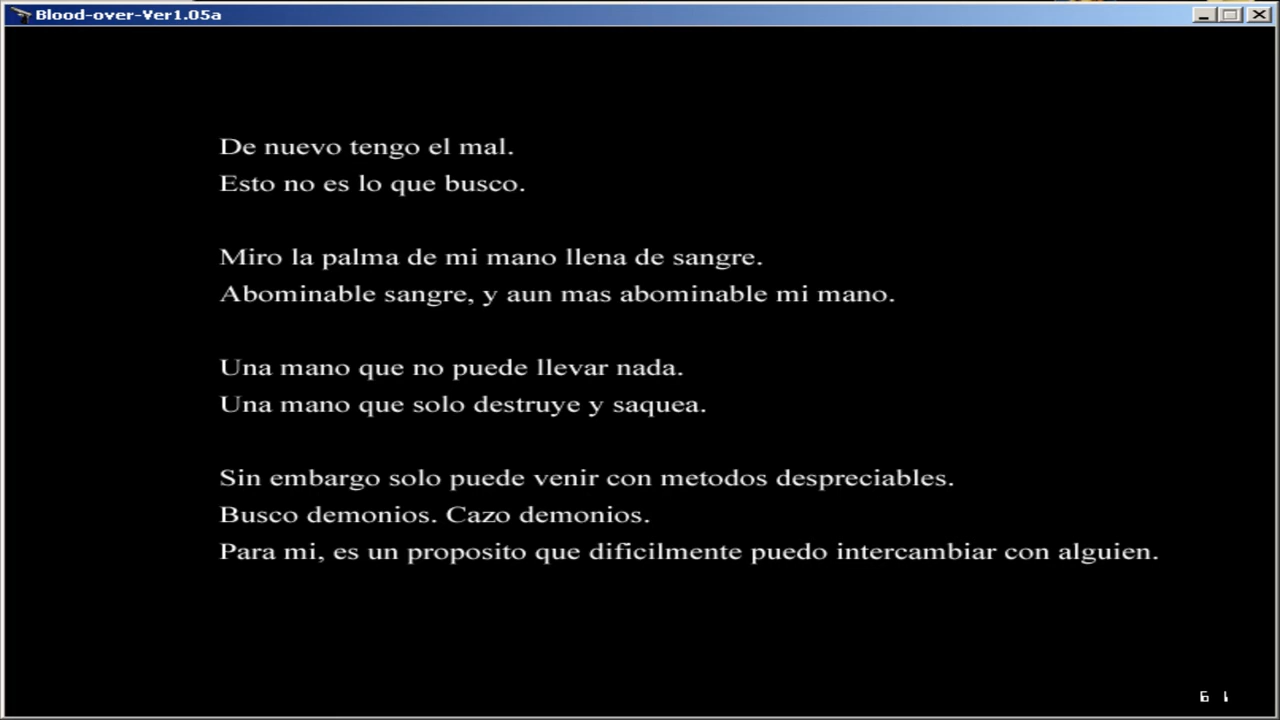 Blood-over-Ver1.05a
De nuevo tengo el mal.
Esto no es lo que busco.
Miro la palma de mi mano llena de sangre.
Abominable sangre, y aun mas abominable mi mano.
Una mano que no puede llevar nada.
Una mano que solo destruye y saquea.
Sin embargo solo puede venir con metodos despreciables.
Busco demonios. Cazo demonios.
Para mi, es un proposito que dificilmente puedo intercambiar con alguien.